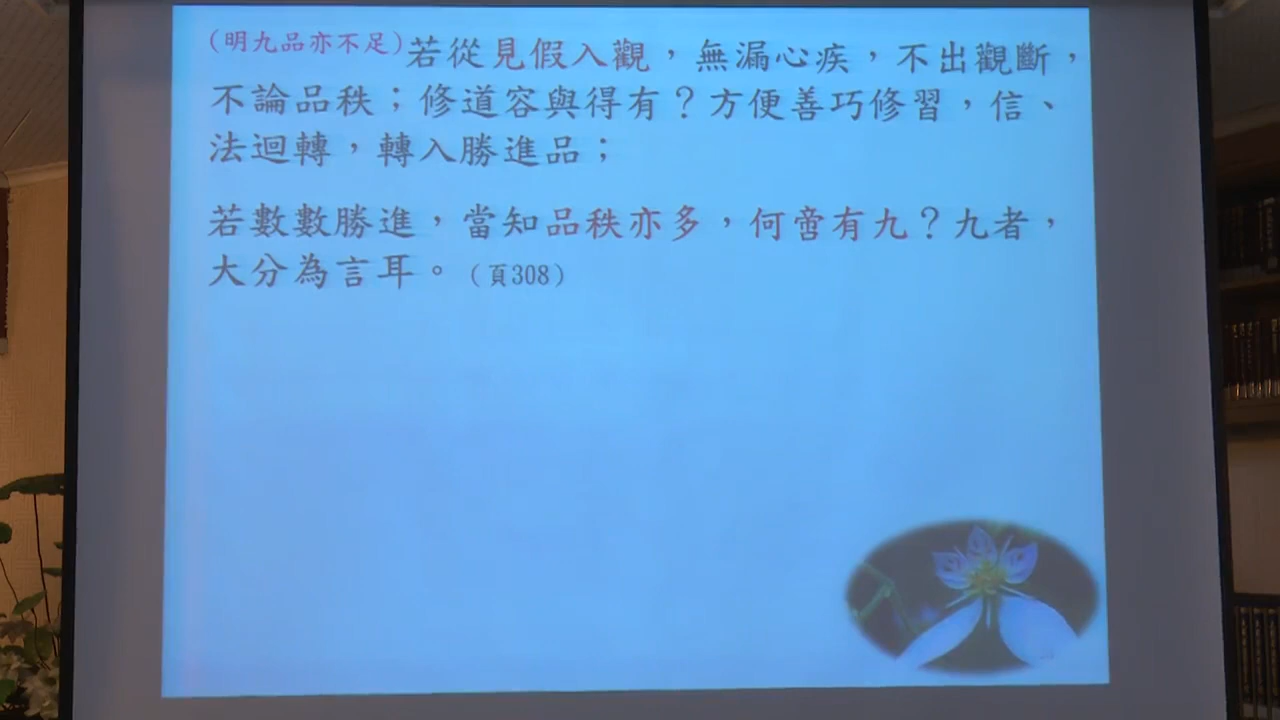 (明九品亦不足)若從見假入觀，無漏心疾，不出觀斷，
不論品秩；修道容與得有？方便善巧修習，信、
法迴轉，轉入勝進品；
若數數勝進，當知品秩亦多，何啻有九？九者，
大分為言耳。（頁308）